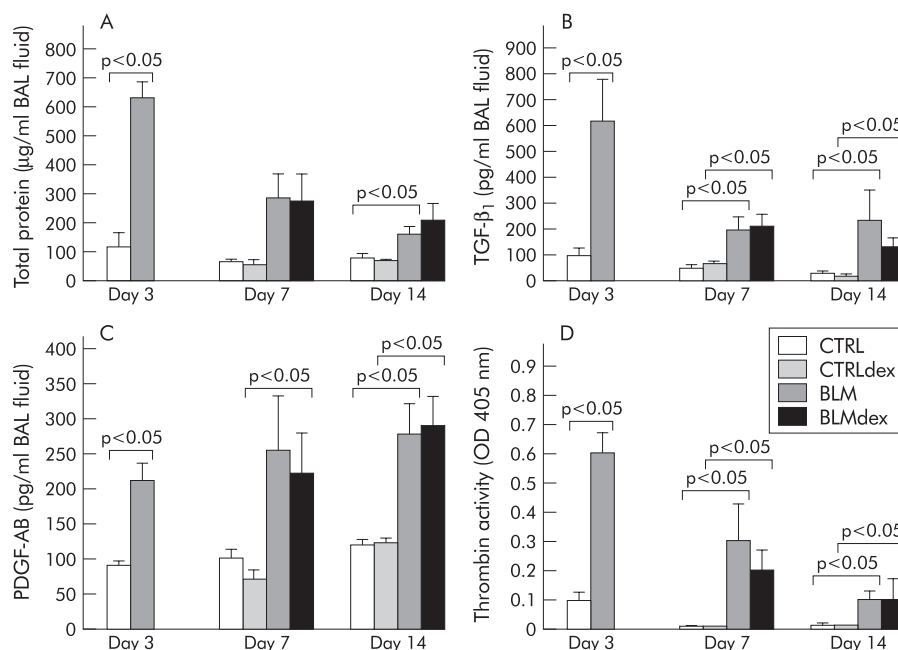 A
Total protein (μg/ml BAL fluid)
800
700
600
500
400
300
200
100
0
p<0.05
p<0.05
Day 3
Day 7
Day 14
B
TGF-β1 (pg/ml BAL fluid)
900
800
700
600
500
400
300
200
100
0
p<0.05
p<0.05
p<0.05
p<0.05
p<0.05
Day 3
Day 7
Day 14
C
PDGF-AB (pg/ml BAL fluid)
400
350
300
250
200
150
100
50
0
p<0.05
p<0.05
p<0.05
p<0.05
Day 3
Day 7
Day 14
D
Thrombin activity (OD 405 nm)
0.9
0.8
0.7
0.6
0.5
0.4
0.3
0.2
0.1
0
p<0.05
p<0.05
p<0.05
p<0.05
p<0.05
Day 3
Day 7
Day 14
CTRL
CTRLdex
BLM
BLMdex